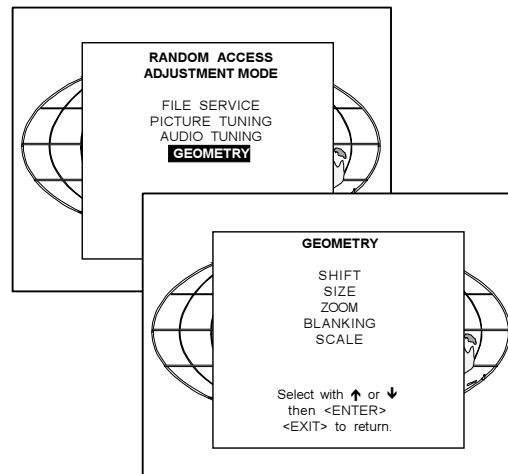 RANDOM ACCESS
ADJUSTMENT MODE
FILE SERVICE
PICTURE TUNING
AUDIO TUNING
GEOMETRY
GEOMETRY
SHIFT
SIZE
ZOOM
BLANKING
SCALE
Select with ↑ or ↓
then <ENTER>
<EXIT> to return.